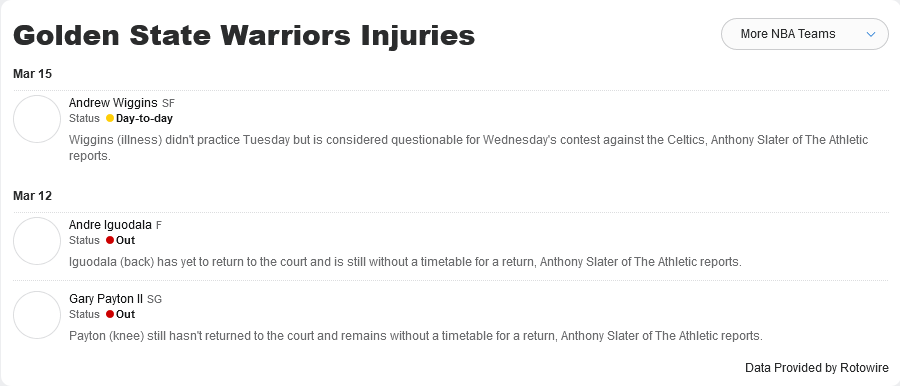 Golden State Warriors Injuries
More NBA Teams
Mar 15
Andrew Wiggins SF
Status Day-to-day
Wiggins (illness) didn't practice Tuesday but is considered questionable for Wednesday's contest against the Celtics, Anthony Slater of The Athletic
reports.
Mar 12
Andre Iguodala F
Status Out
Iguodala (back) has yet to return to the court and is still without a timetable for a return, Anthony Slater of The Athletic reports.
Gary Payton II SG
Status Out
Payton (knee) still hasn't returned to the court and remains without a timetable for a return, Anthony Slater of The Athletic reports.
Data Provided by Rotowire